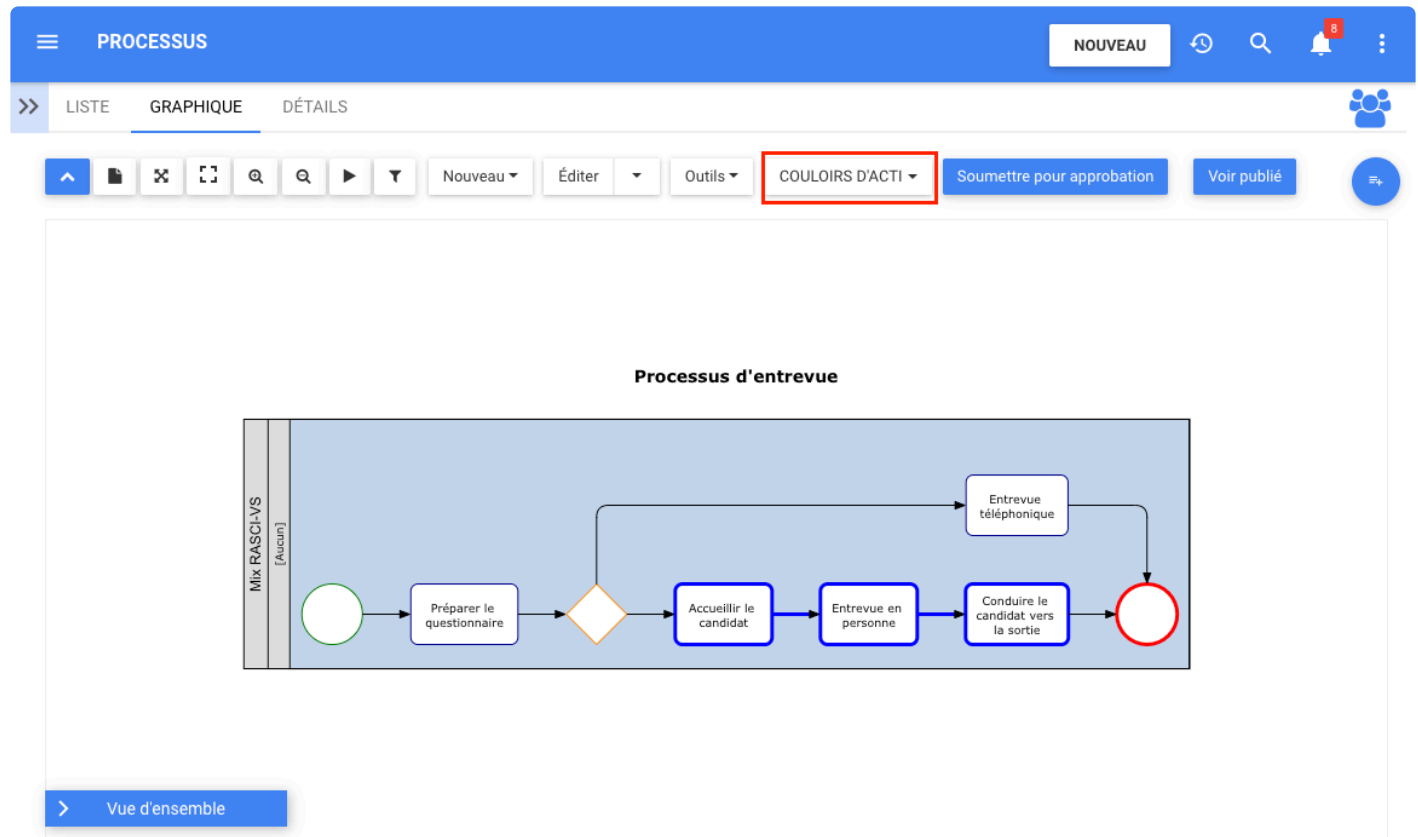 PROCESSUS
NOUVEAU
8
LISTE
GRAPHIQUE
DÉTAILS
Nouveau
Éditer
Outils
COULOIRS D'ACTI
Soumettre pour approbation
Voir publié
Processus d'entrevue
Mix RASCI-VS
[Aucun]
Entrevue
téléphonique
Préparer le
questionnaire
Accueillir le
candidat
Entrevue en
personne
Conduire le
candidat vers
la sortie
Vue d'ensemble